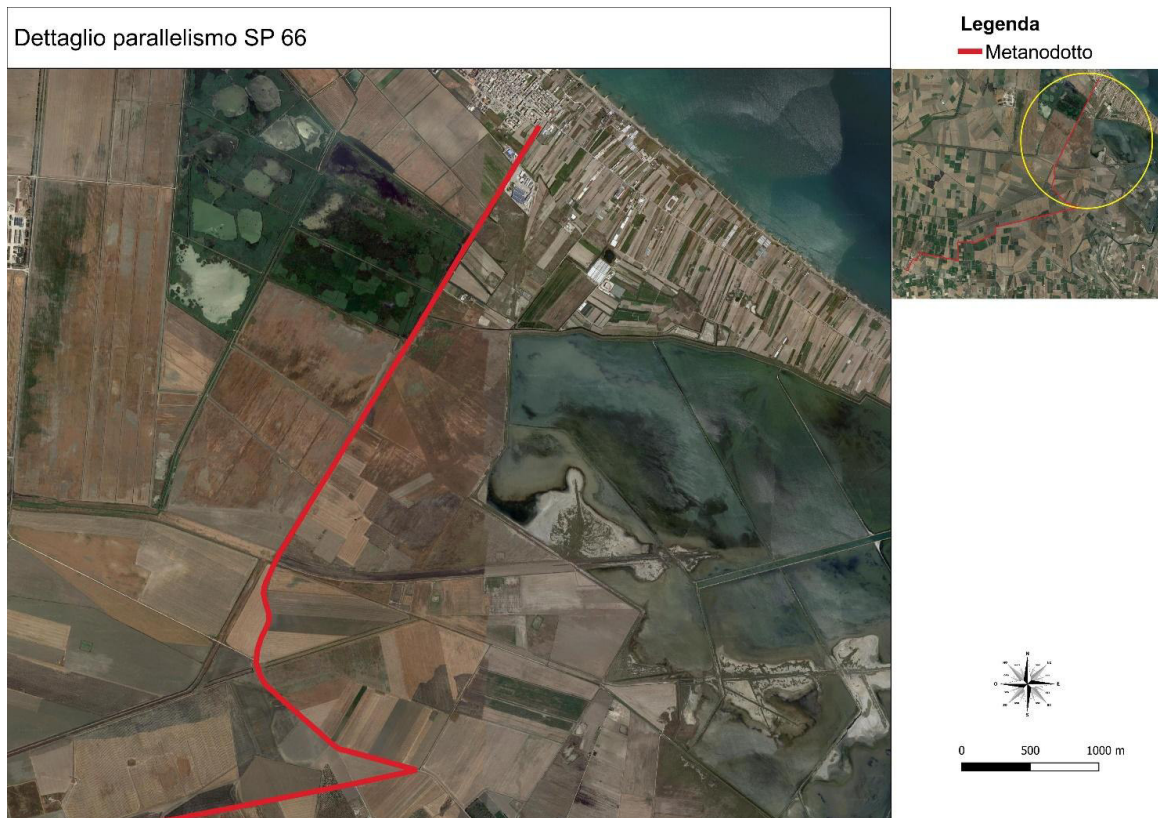 Dettaglio parallelismo SP 66
Legenda
Metanodotto
N
O
E
S
0 500 1000 m